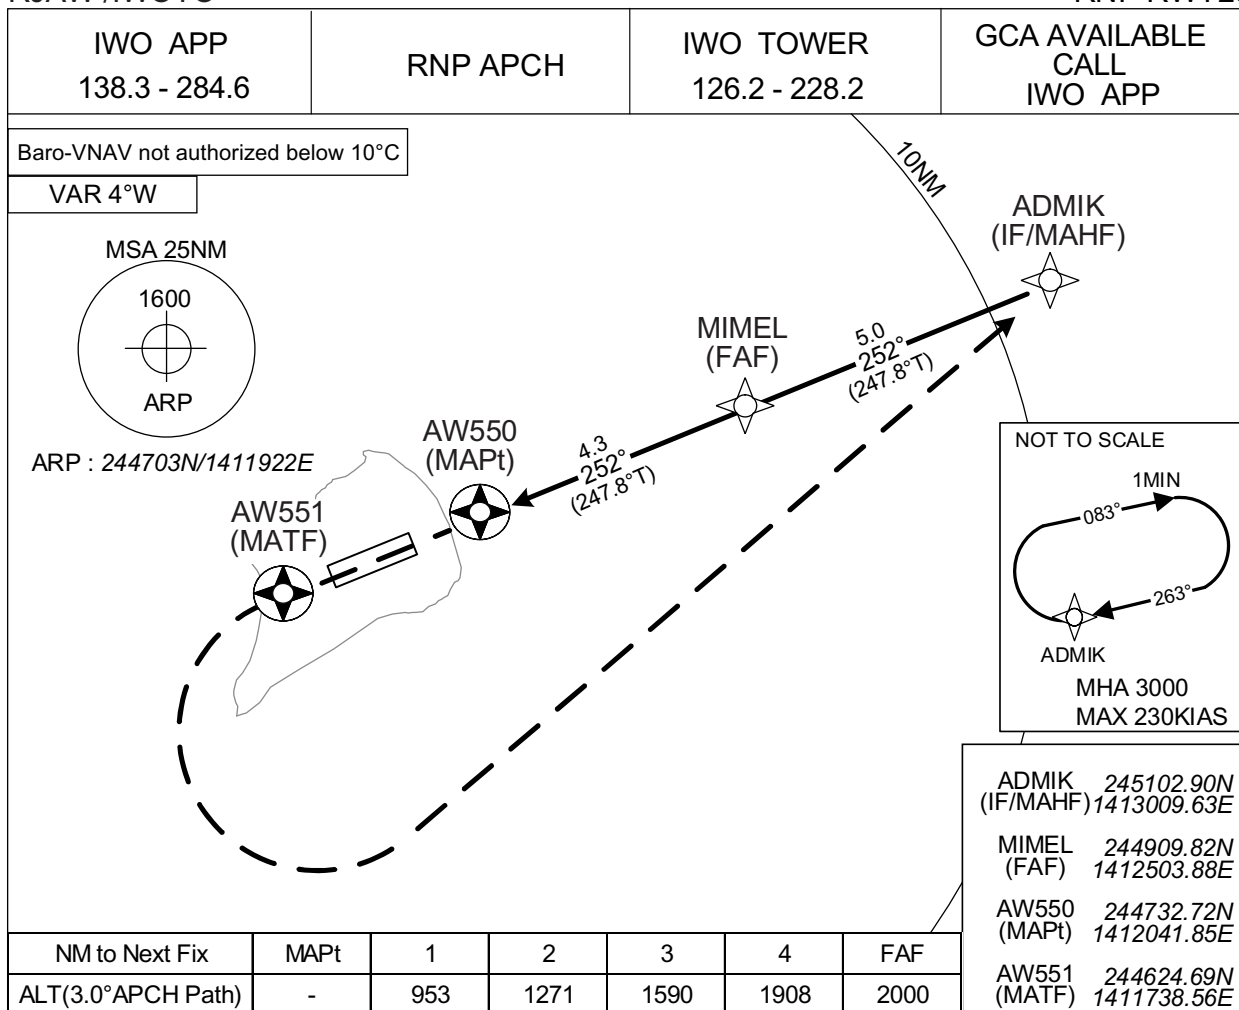 IWO APP
138.3 - 284.6
RNP APCH
IWO TOWER
126.2 - 228.2
GCA AVAILABLE
CALL
IWO APP
Baro-VNAV not authorized below 10°C
VAR 4°W
MSA 25NM
1600
ARP
ARP : 244703N/1411922E
10NM
ADMIK
(IF/MAHF)
MIMEL
(FAF)
5.0
252°
(247.8°T)
AW550
(MAPt)
4.3
252°
(247.8°T)
AW551
(MATF)
NOT TO SCALE
1MIN
083°
263°
ADMIK
MHA 3000
MAX 230KIAS
ADMIK 245102.90N
(IF/MAHF) 1413009.63E
MIMEL 244909.82N
(FAF) 1412503.88E
AW550 244732.72N
(MAPt) 1412041.85E
AW551 244624.69N
(MATF) 1411738.56E
NM to Next Fix MAPt 1 2 3 4 FAF
ALT(3.0°APCH Path) - 953 1271 1590 1908 2000